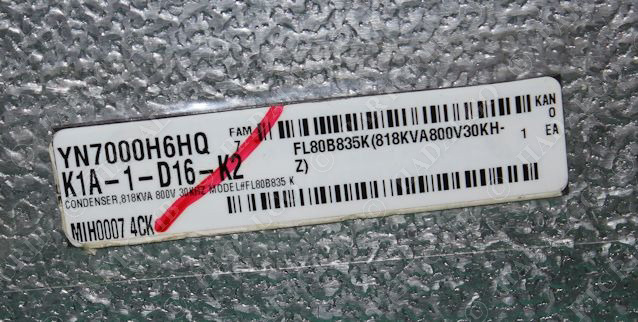 YN7000H6HQ
FAM
Z
KAN
0
K1A-1-D16-K2
FL80B835K(818KVA800V30KH-
Z)
1 EA
CONDENSER,818KVA 800V 30KHZ MODEL#FL80B835 K
MIH0007 4CK